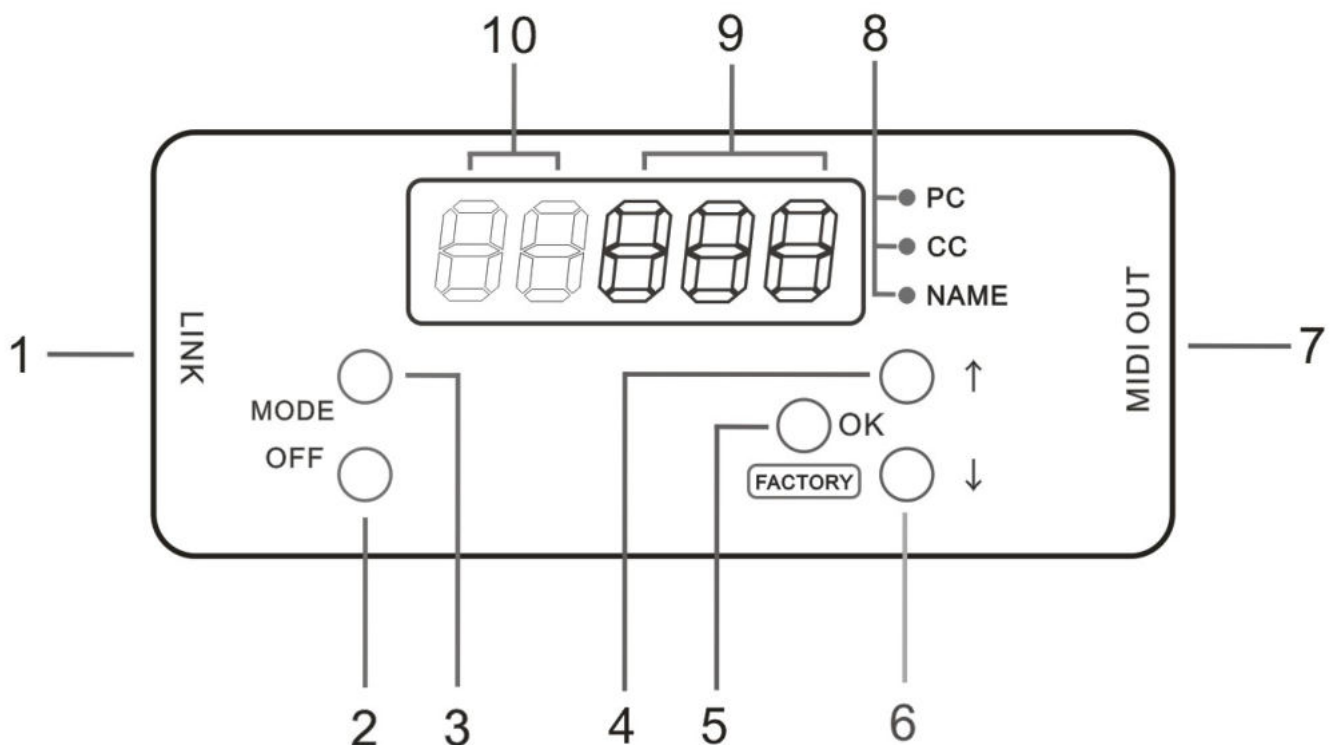 10 9 8
PC
CC
NAME
1
LINK
MODE
OFF
↑
OK
FACTORY
↓
MIDI OUT
7
2 3 4 5 6